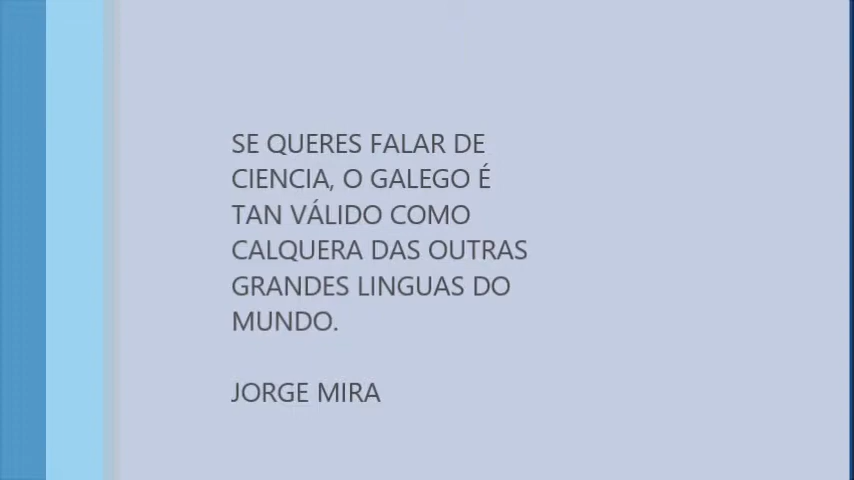 SE QUERES FALAR DE
CIENCIA, O GALEGO É
TAN VÁLIDO COMO
CALQUERA DAS OUTRAS
GRANDES LINGUAS DO
MUNDO.
JORGE MIRA